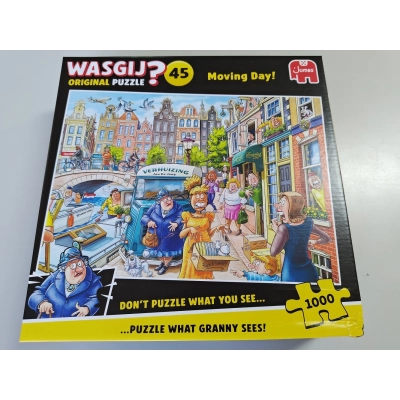 WASGIJ? 45 Moving Day! Jumbo
ORIGINAL PUZZLE
VERHUIZING
DON'T PUZZLE WHAT YOU SEE...
1000
...PUZZLE WHAT GRANNY SEES!